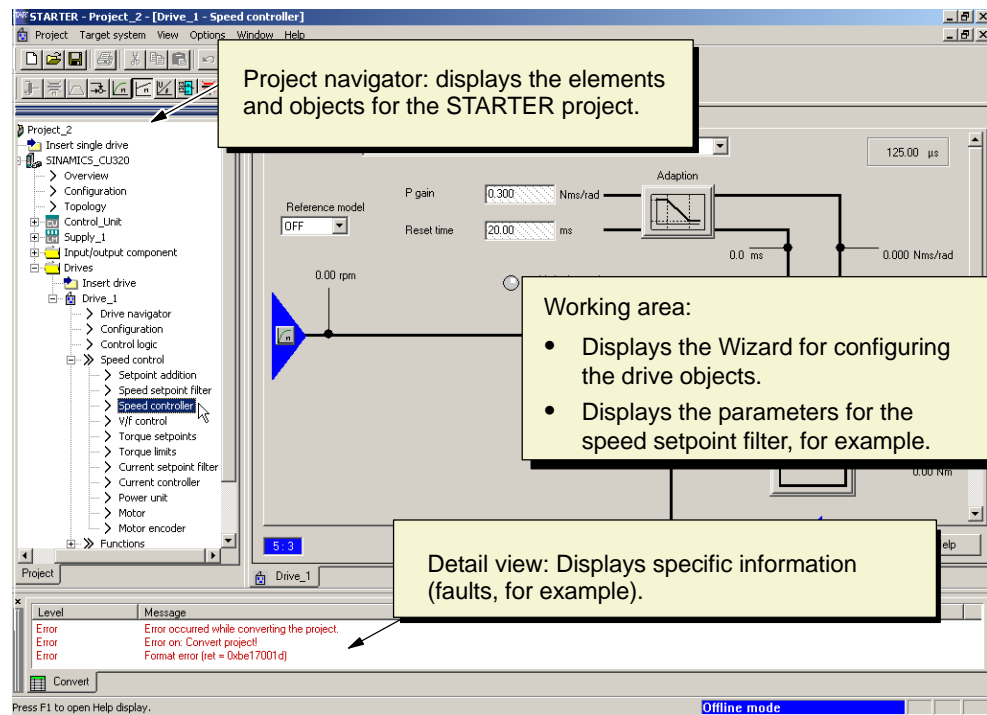 STARTER - Project_2 - [Drive_1 - Speed controller]
Project Target system View Options Window Help
Project navigator: displays the elements
and objects for the STARTER project.
Project_2
Insert single drive
SINAMICS_CU320
Overview
Configuration
Topology
Control_Unit
Supply_1
Input/output component
Drives
Insert drive
Drive_1
Drive navigator
Configuration
Control logic
Speed control
Setpoint addition
Speed setpoint filter
Speed controller
V/f control
Torque setpoints
Torque limits
Current setpoint filter
Current controller
Power unit
Motor
Motor encoder
Functions
Project
125.00 µs
Adaption
P gain 0.300 Nms/rad
Reference model
OFF
Reset time 20.00 ms
0.0 ms
0.000 Nms/rad
0.00 rpm
Working area:
• Displays the Wizard for configuring
the drive objects.
• Displays the parameters for the
speed setpoint filter, for example.
0.00 Nm
5:3
elp
Drive_1
Detail view: Displays specific information
(faults, for example).
Level Message
Error Error occurred while converting the project.
Error Error on: Convert project!
Error Format error (ret = 0xbe17001d)
Convert
Press F1 to open Help display.
Offline mode